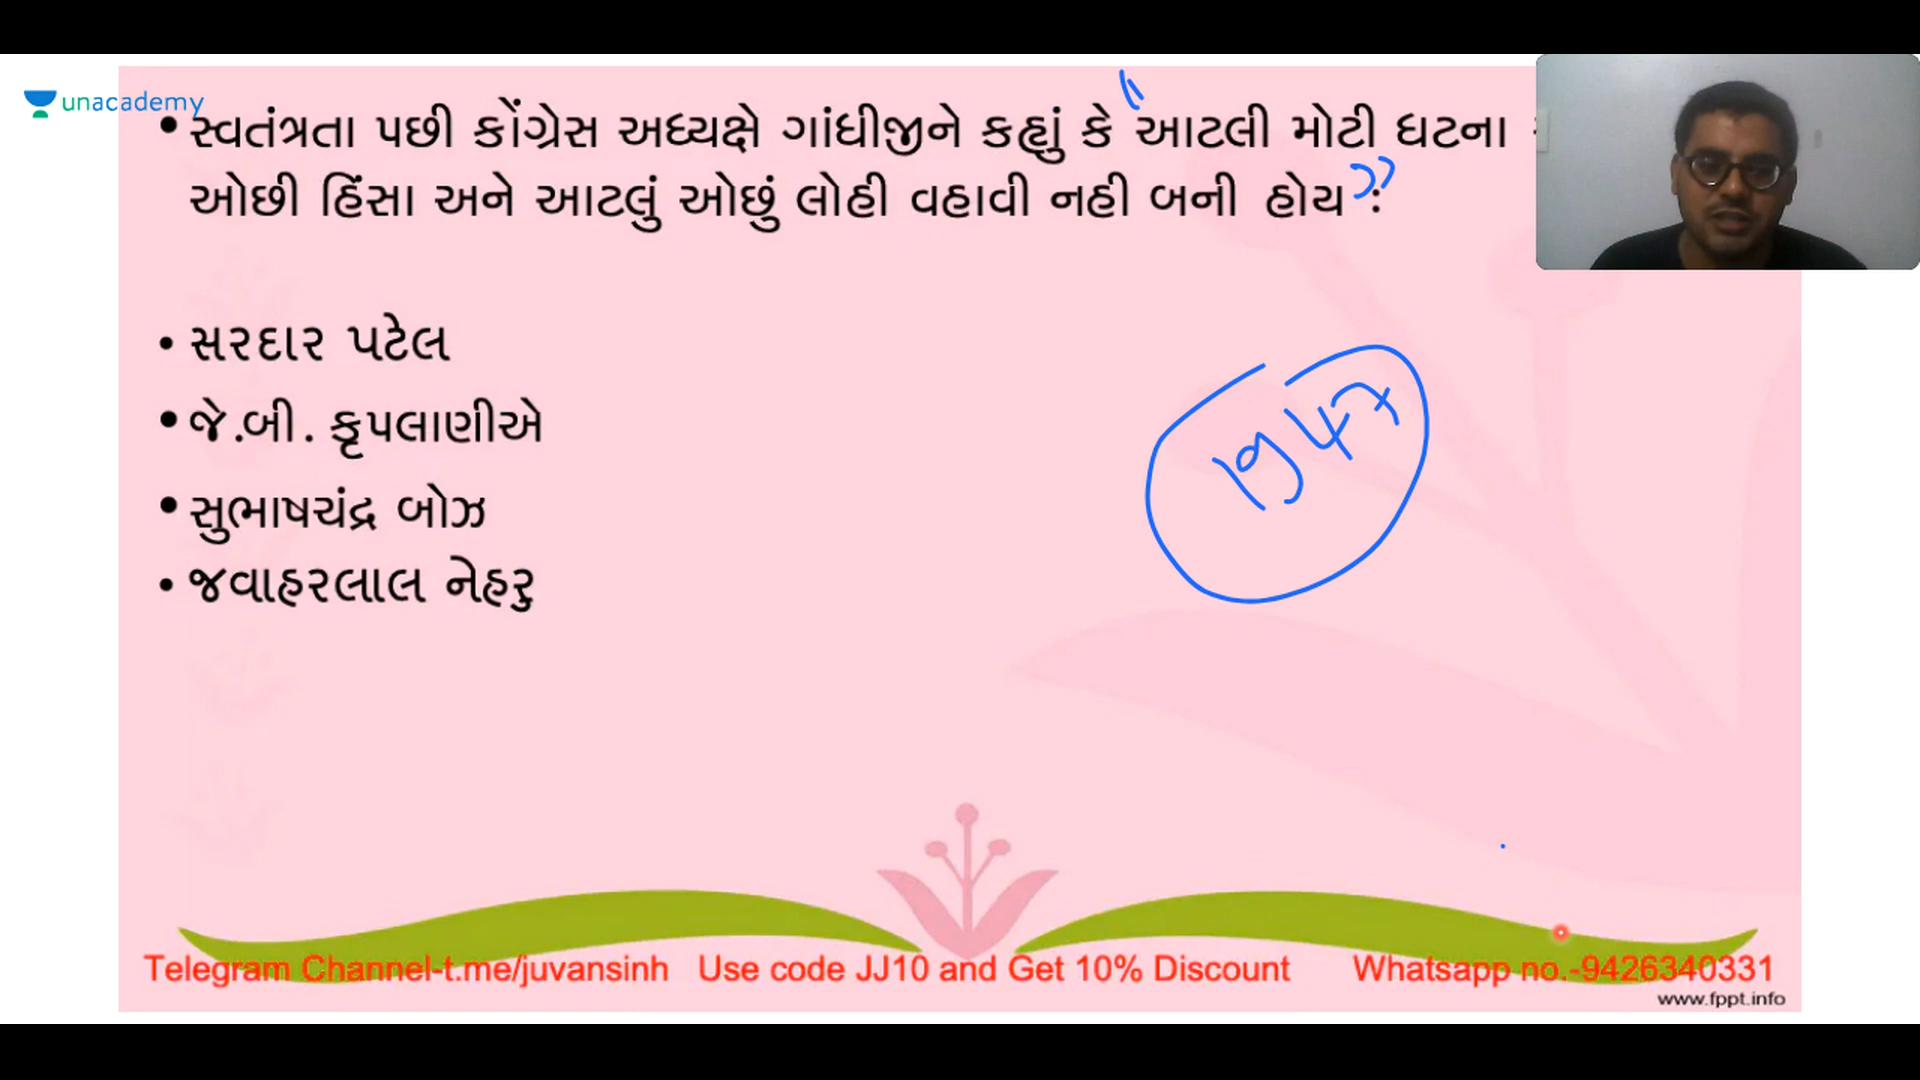 unacademy
• સ્વતંત્રતા પછી કોંગ્રેસ અધ્યક્ષે ગાંધીજીને કહ્યું કે "આટલી મોટી ઘટના
ઓછી હિંસા અને આટલું ઓછું લોહી વહાવી નહી બની હોય" :
• સરદાર પટેલ
• જે.બી. કૃપલાણીએ
• સુભાષચંદ્ર બોઝ
• જવાહરલાલ નેહરુ
1947
Telegram Channel-t.me/juvansinh Use code JJ10 and Get 10% Discount Whatsapp no.-9426340331
www.fppt.info